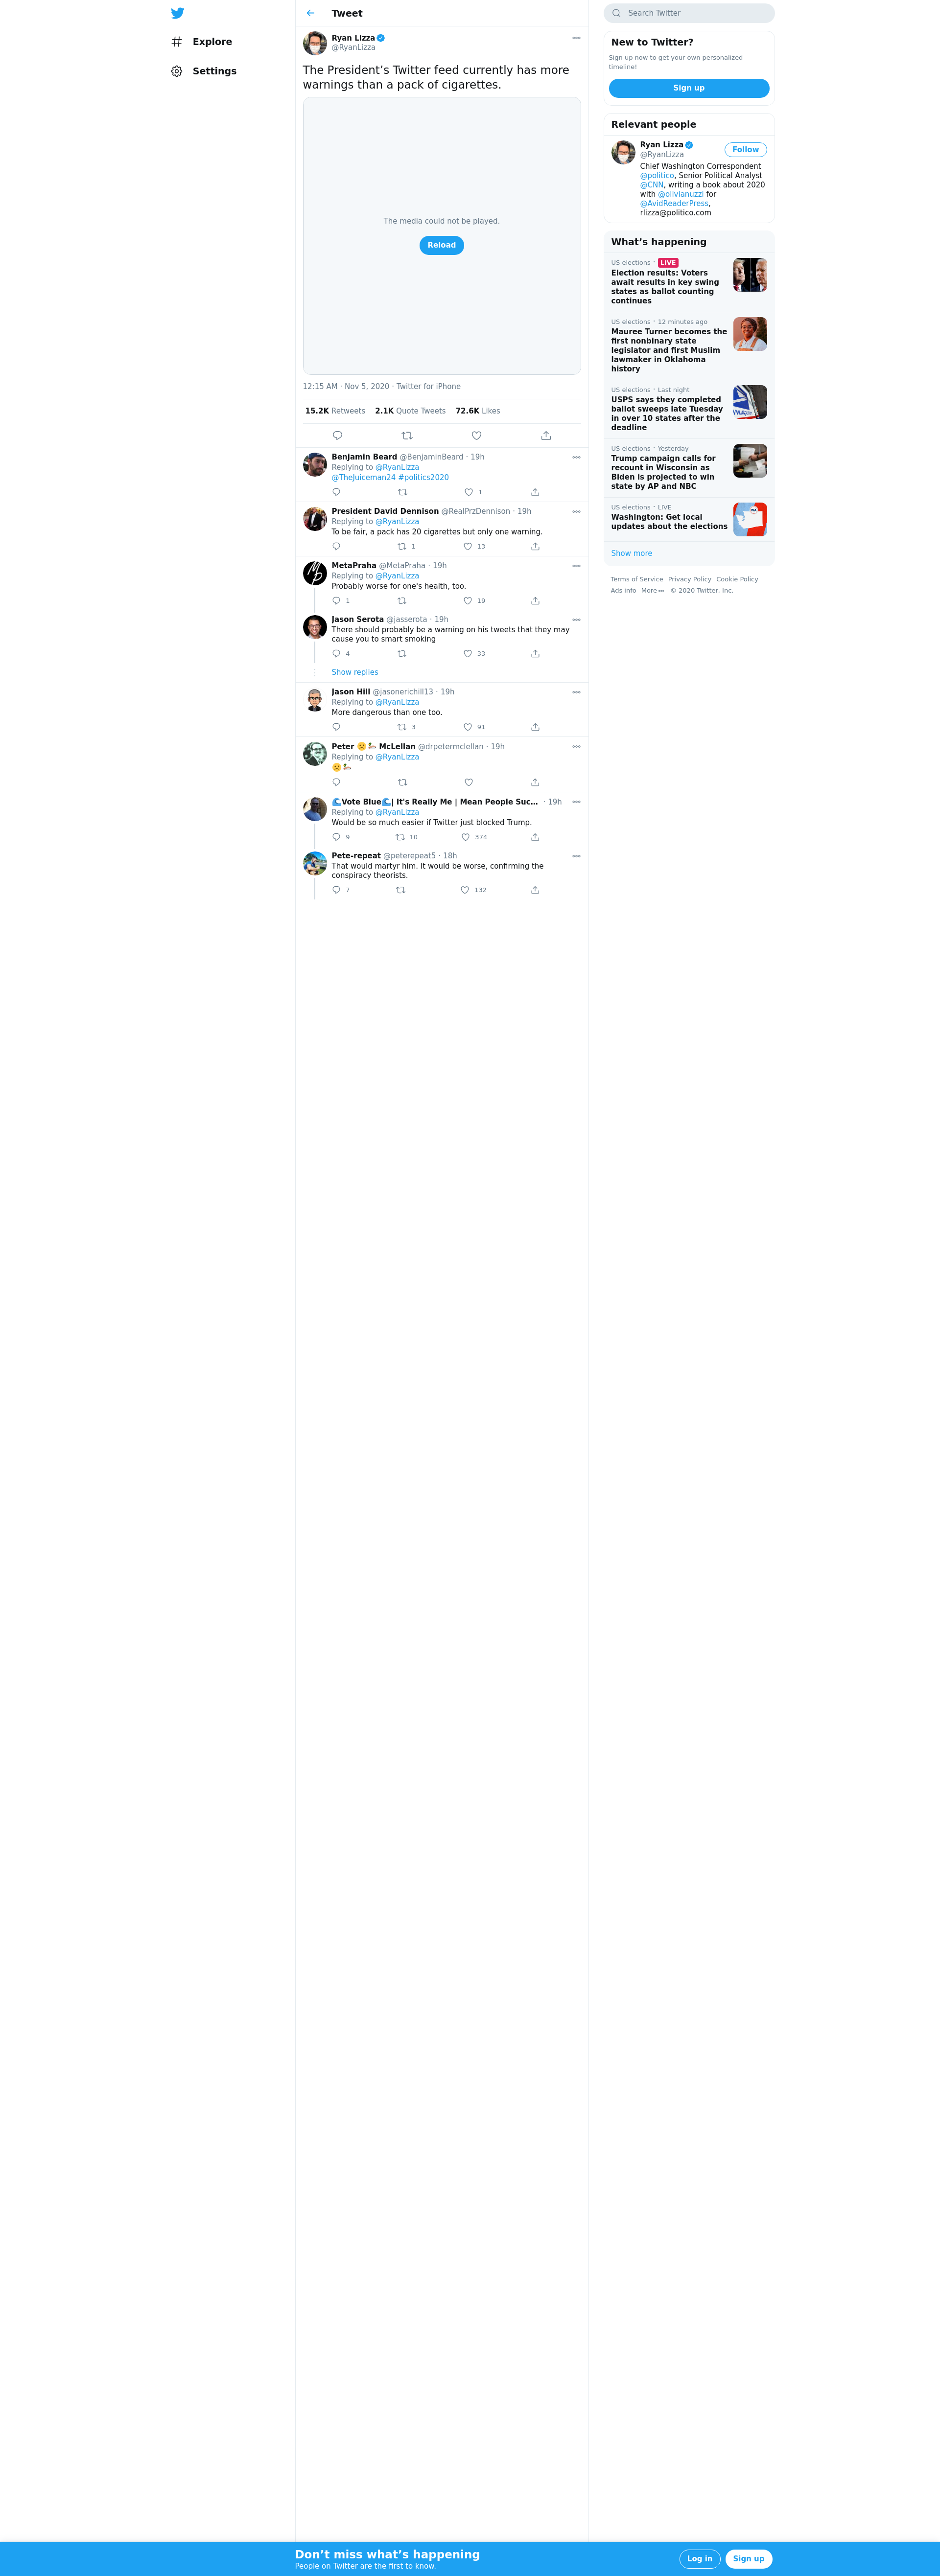 Explore
Settings
Tweet
Ryan Lizza
@RyanLizza
The President’s Twitter feed currently has more
warnings than a pack of cigarettes.
The media could not be played.
Reload
12:15 AM · Nov 5, 2020 · Twitter for iPhone
15.2K Retweets 2.1K Quote Tweets 72.6K Likes
Benjamin Beard @BenjaminBeard · 19h
Replying to @RyanLizza
@TheJuiceman24 #politics2020
1
President David Dennison @RealPrzDennison · 19h
Replying to @RyanLizza
To be fair, a pack has 20 cigarettes but only one warning.
1 13
MetaPraha @MetaPraha · 19h
Replying to @RyanLizza
Probably worse for one's health, too.
1 19
Jason Serota @jasserota · 19h
There should probably be a warning on his tweets that they may
cause you to smart smoking
4 33
Show replies
Jason Hill @jasonerichill13 · 19h
Replying to @RyanLizza
More dangerous than one too.
3 91
Peter McLellan @drpetermclellan · 19h
Replying to @RyanLizza
🌊Vote Blue🌊| It's Really Me | Mean People Suc… · 19h
Replying to @RyanLizza
Would be so much easier if Twitter just blocked Trump.
9 10 374
Pete-repeat @peterepeat5 · 18h
That would martyr him. It would be worse, confirming the
conspiracy theorists.
7 132
Search Twitter
New to Twitter?
Sign up now to get your own personalized
timeline!
Sign up
Relevant people
Ryan Lizza
@RyanLizza
Follow
Chief Washington Correspondent
@politico, Senior Political Analyst
@CNN, writing a book about 2020
with @olivianuzzi for
@AvidReaderPress,
rlizza@politico.com
What’s happening
US elections · LIVE
Election results: Voters
await results in key swing
states as ballot counting
continues
US elections · 12 minutes ago
Mauree Turner becomes the
first nonbinary state
legislator and first Muslim
lawmaker in Oklahoma
history
US elections · Last night
USPS says they completed
ballot sweeps late Tuesday
in over 10 states after the
deadline
US elections · Yesterday
Trump campaign calls for
recount in Wisconsin as
Biden is projected to win
state by AP and NBC
US elections · LIVE
Washington: Get local
updates about the elections
Show more
Terms of Service Privacy Policy Cookie Policy
Ads info More © 2020 Twitter, Inc.
Don’t miss what’s happening
People on Twitter are the first to know.
Log in
Sign up